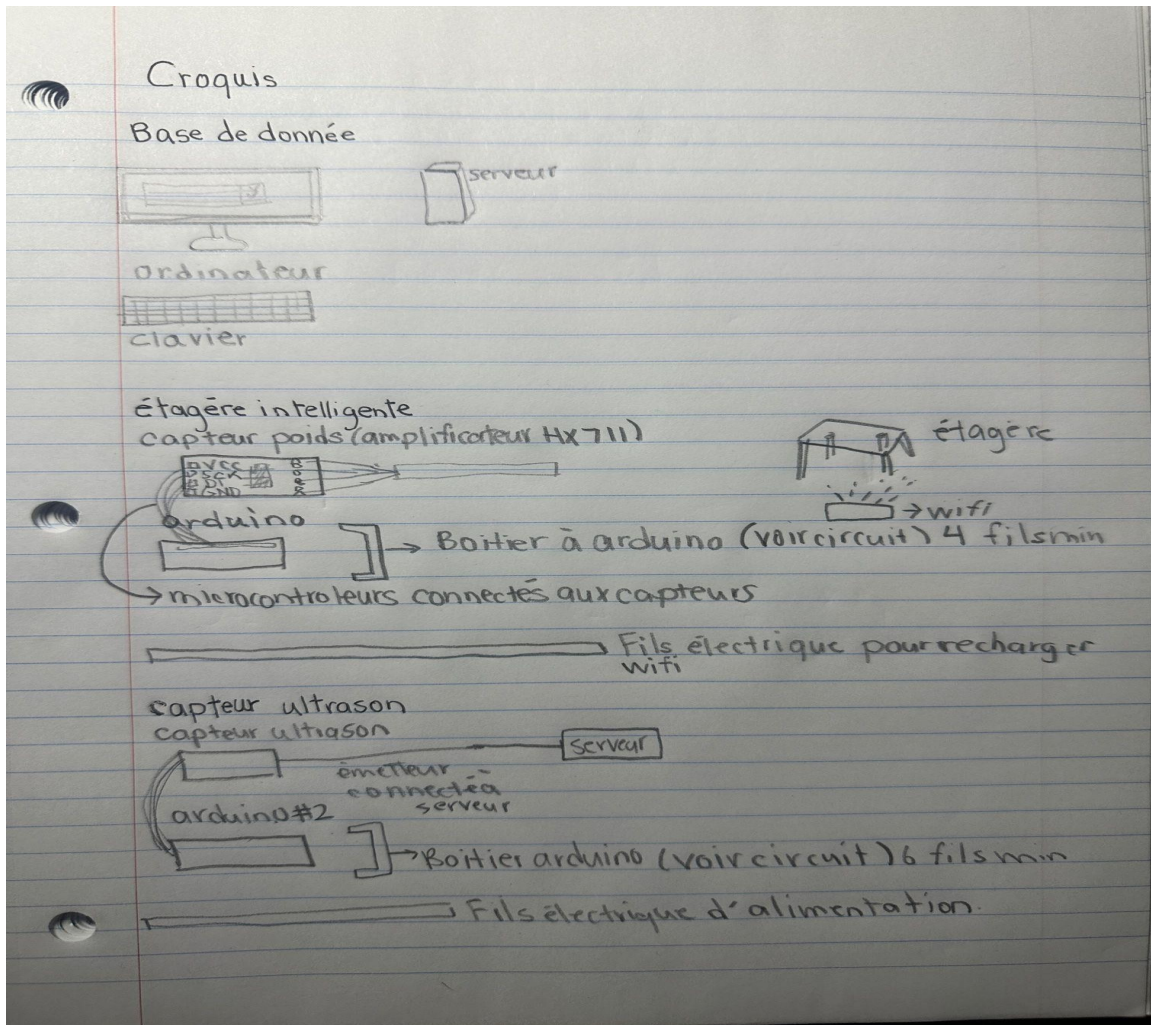 Croquis
Base de donnée
serveur
ordinateur
clavier
étagère intelligente
capteur poids (amplificateur HX711)
étagère
VCC
SCK
DT
GND
wifi
arduino
Boitier à arduino (voir circuit) 4 fils min
microcontroleurs connectés aux capteurs
Fils électrique pour recharger
wifi
capteur ultrason
capteur ultrason
serveur
émetteur
connecté à
serveur
arduino #2
Boitier arduino (voir circuit) 6 fils min
Fils électrique d'alimentation.